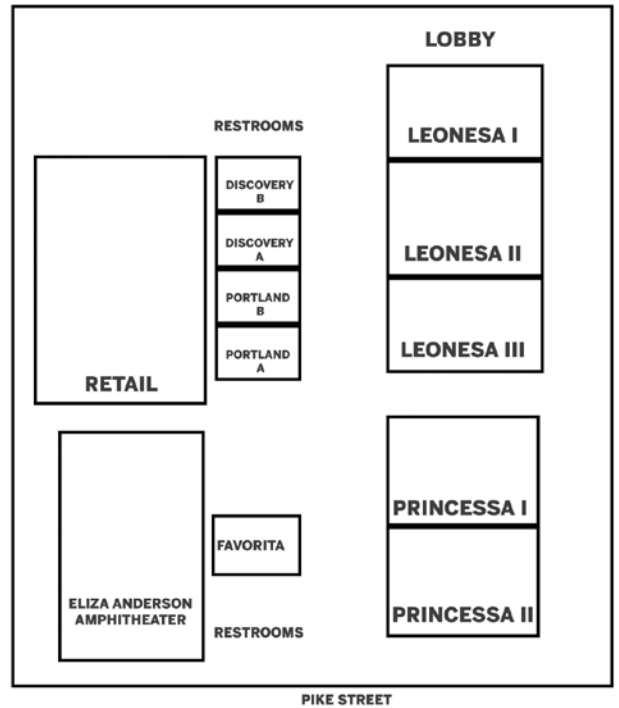 LOBBY
LEONESA I
RESTROOMS
DISCOVERY
B
DISCOVERY
A
LEONESA II
PORTLAND
B
PORTLAND
A
LEONESA III
RETAIL
PRINCESSA I
FAVORITA
ELIZA ANDERSON
AMPHITHEATER
PRINCESSA II
RESTROOMS
PIKE STREET